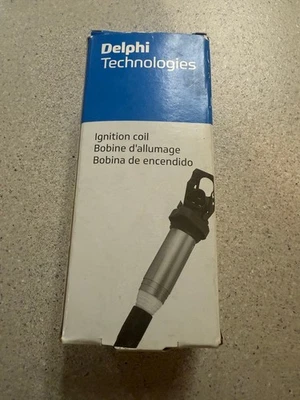 Delphi
Technologies
Ignition coil
Bobine d'allumage
Bobina de encendido